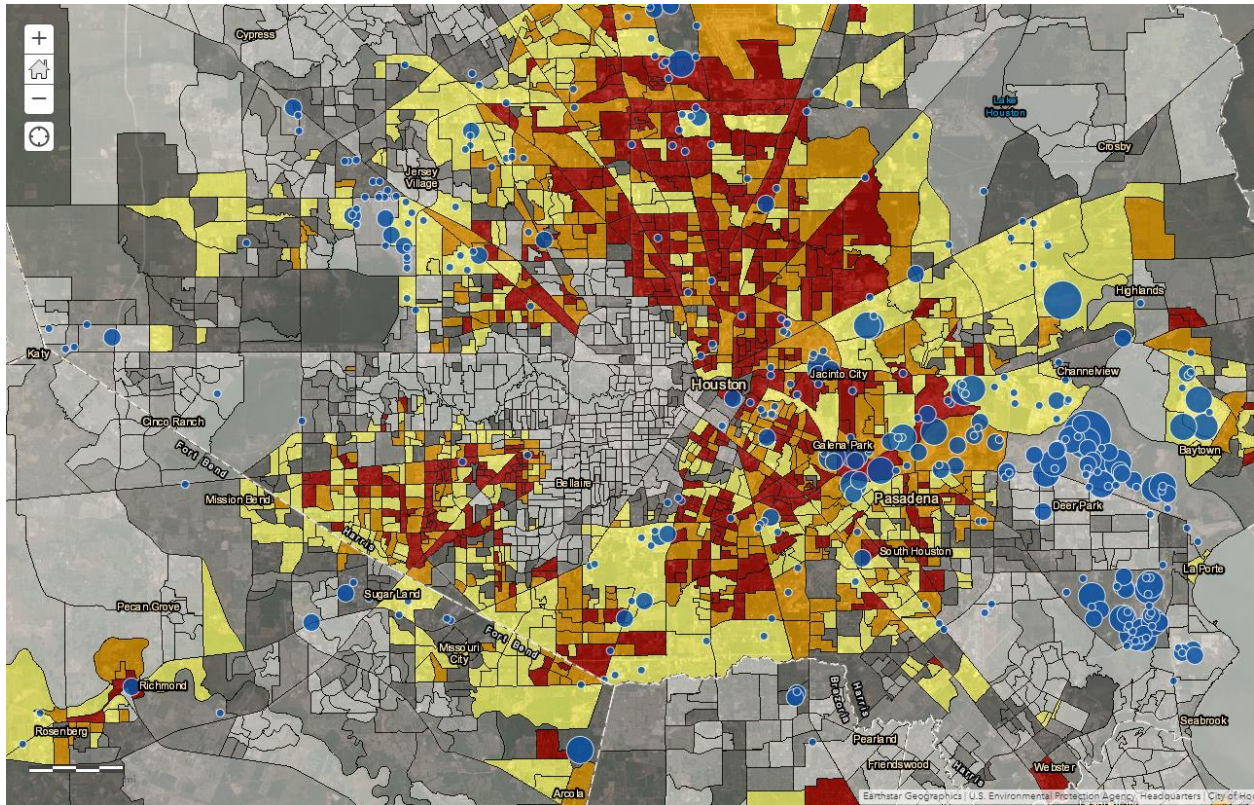 +
−
Cypress
Lake
Houston
Crosby
Jersey
Village
Highlands
Katy
Houston
Jacinto City
Channelview
Cinco Ranch
Fort Bend
Galena Park
Baytown
Mission Bend
Bellaire
Pasadena
Deer Park
Harris
South Houston
La Porte
Sugar Land
Pecan Grove
Fort Bend
Missouri
City
Richmond
Harris
Brazoria
Rosenberg
Seabrook
Pearland
Friendswood
Harris
Webster
Arcola
Earthstar Geographics | U.S. Environmental Protection Agency, Headquarters | City of Ho